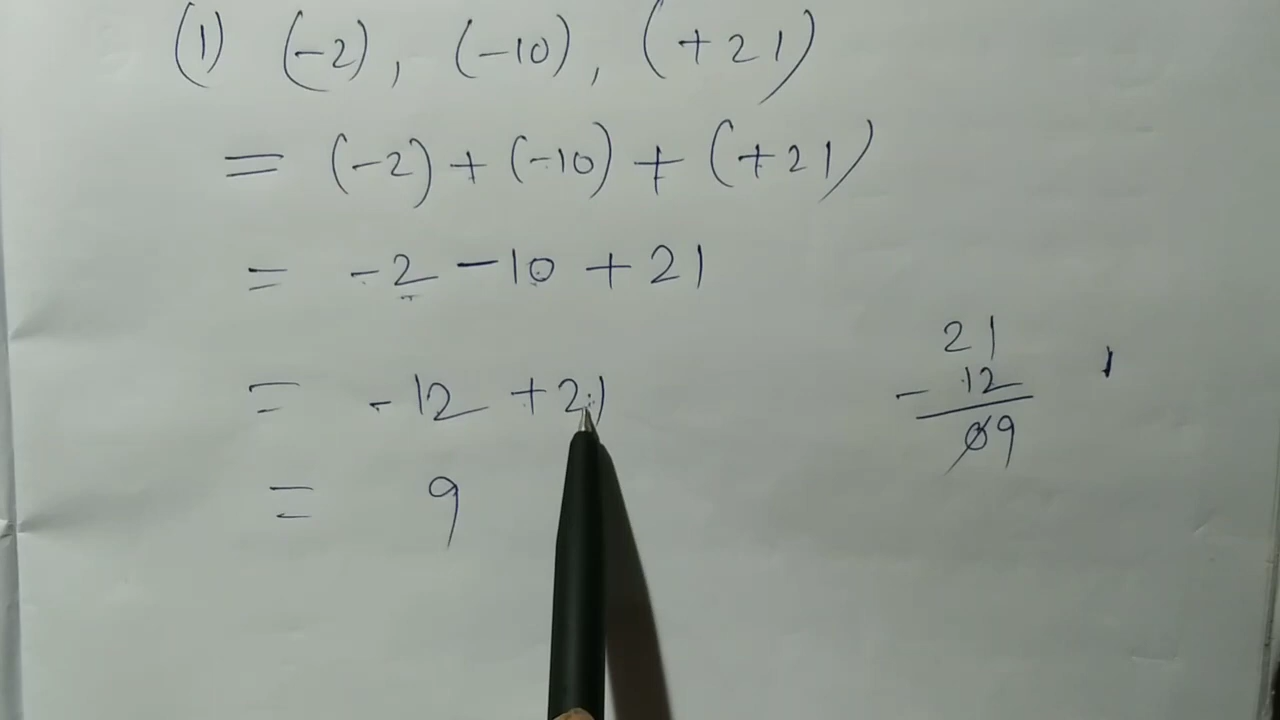 (1) (-2), (-10), (+21)
= (-2) + (-10) + (+21)
= -2 -10 + 21
= -12 + 21
= 9
21
- 12
09